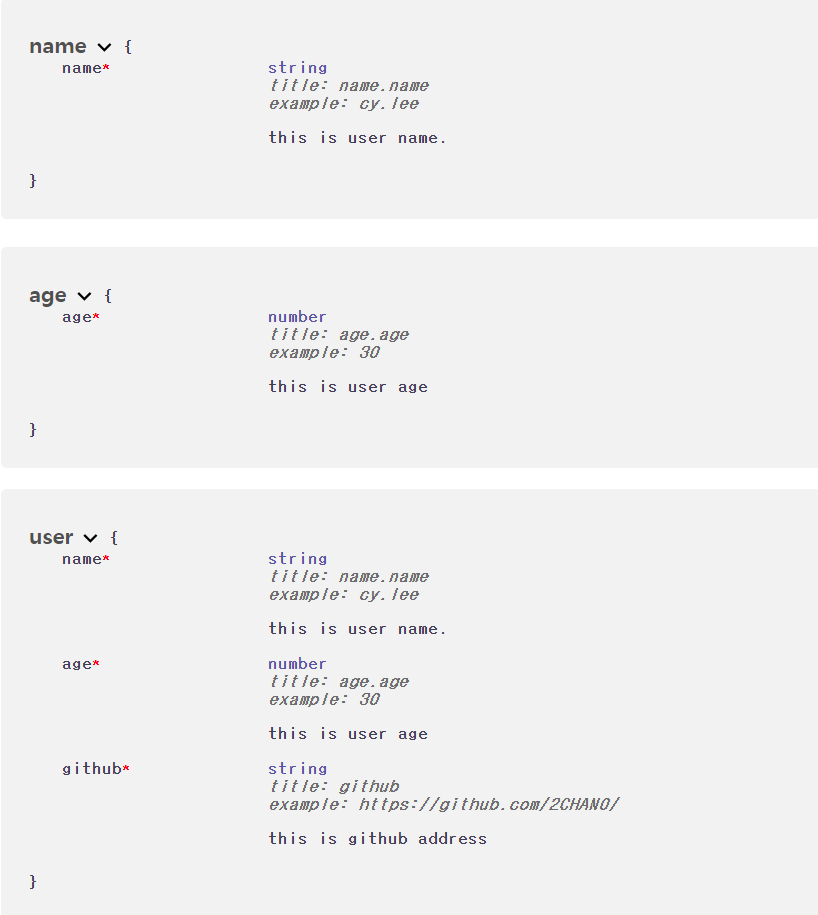 name {
name* string
title: name.name
example: cy.lee
this is user name.
}
age {
age* number
title: age.age
example: 30
this is user age
}
user {
name* string
title: name.name
example: cy.lee
this is user name.
age* number
title: age.age
example: 30
this is user age
github* string
title: github
example: https://github.com/2CHANO/
this is github address
}